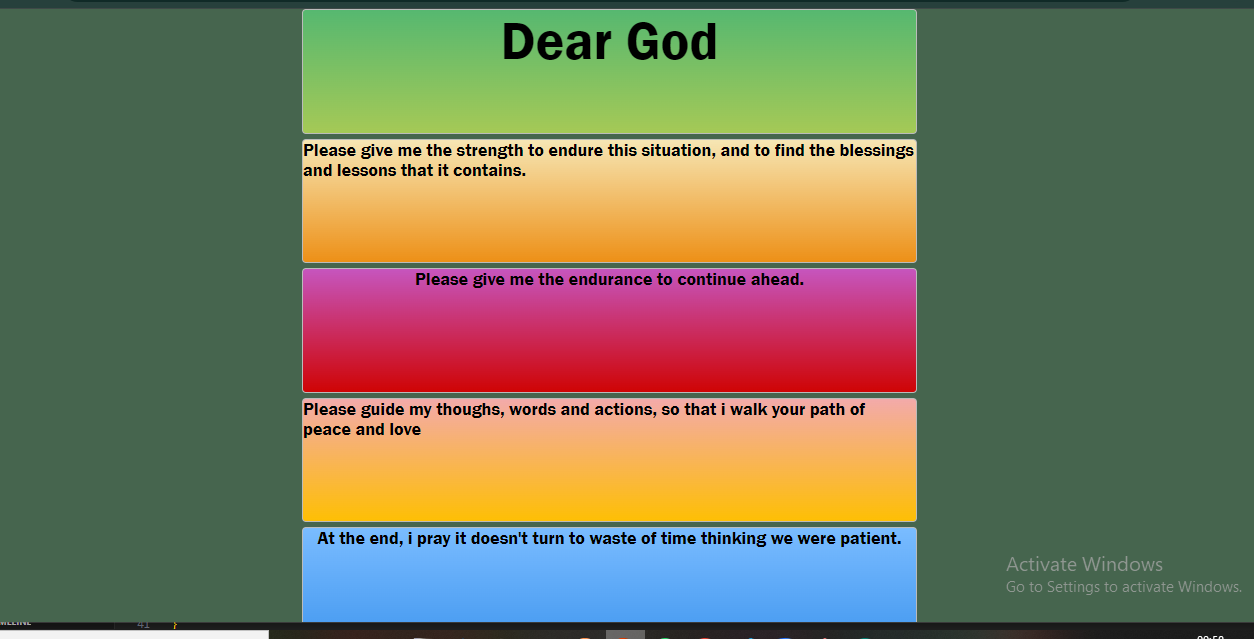 Dear God
Please give me the strength to endure this situation, and to find the blessings
and lessons that it contains.
Please give me the endurance to continue ahead.
Please guide my thoughs, words and actions, so that i walk your path of
peace and love
At the end, i pray it doesn't turn to waste of time thinking we were patient.
Activate Windows
Go to Settings to activate Windows.
41 }